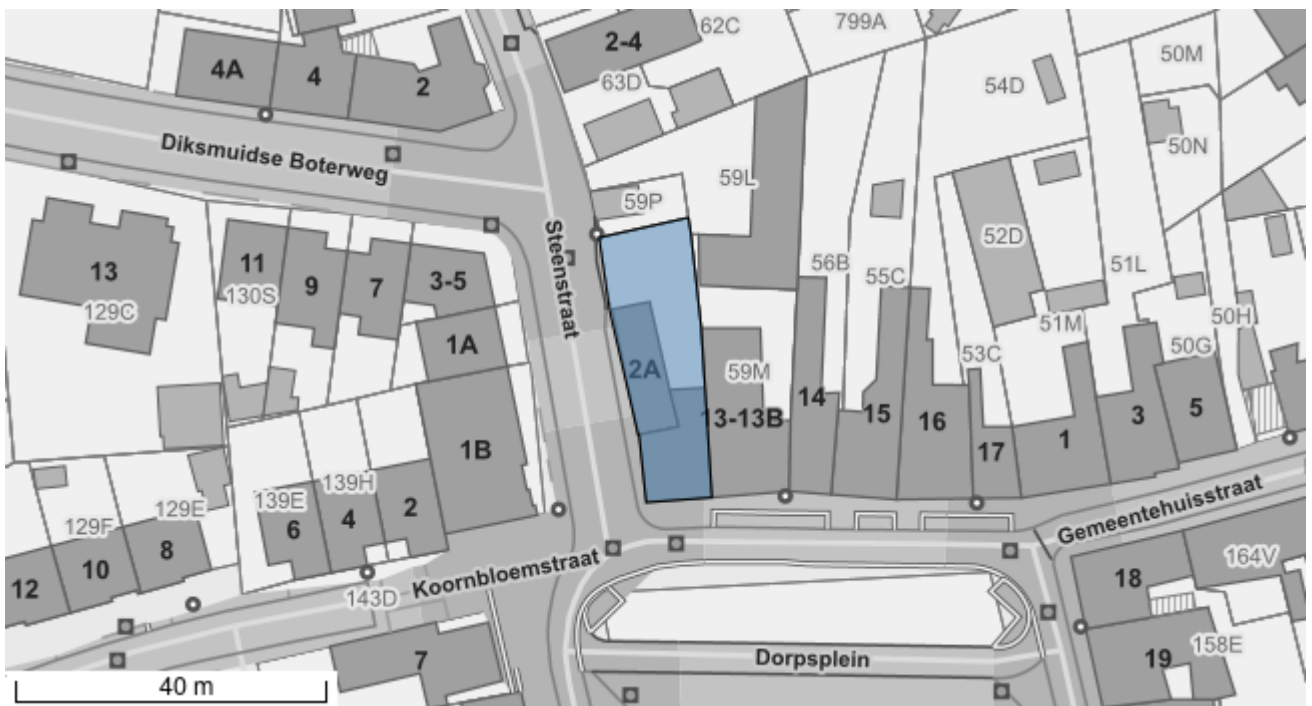 799A
62C
2-4
4A
4
2
63D
50M
54D
Diksmuidse Boterweg
50N
59L
59P
Steenstraat
52D
13
11
9
7
3-5
56B
55C
51L
129C
130S
50H
51M
1A
50G
53C
2A
59M
14
13-13B
15
16
17
1
3
5
1B
139H
139E
129E
129F
6
4
2
8
10
12
Gemeentehuisstraat
Koornbloemstraat
143D
164V
18
158E
19
7
Dorpsplein
40 m